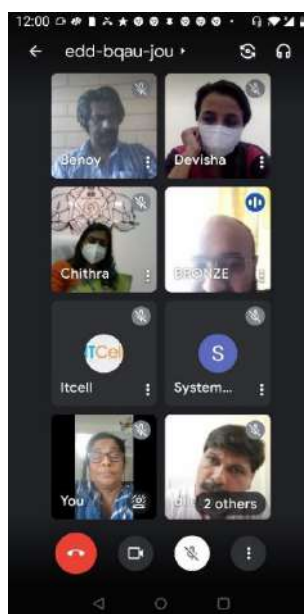 12:00
edd-bqau-jou
Benoy
Devisha
Chithra
BRONZE
ITCell
Itcell
S
System...
You
2 others